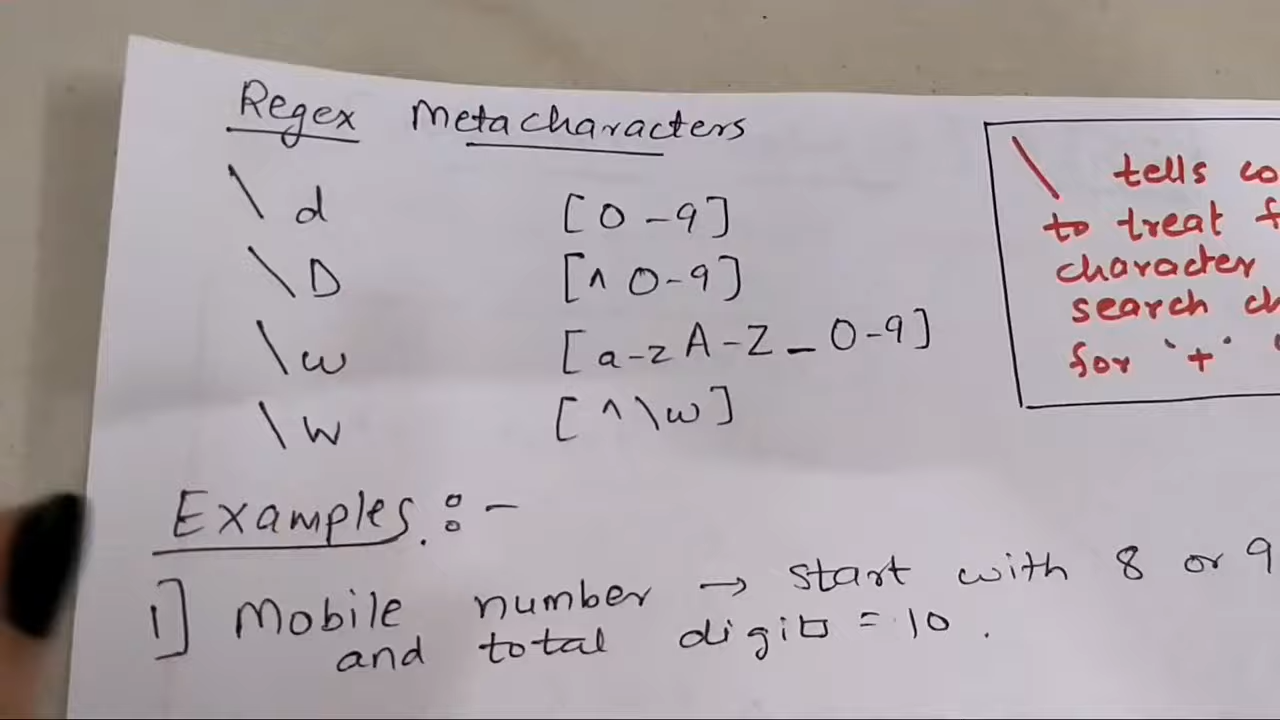 Regex Metacharacters
\d [0-9]
\D [^ 0-9]
\w [a-zA-Z_0-9]
\W [^\w]
Examples :-
1] Mobile number → start with 8 or 9
and total digits = 10.
\ tells
to treat
character
search
for '+'